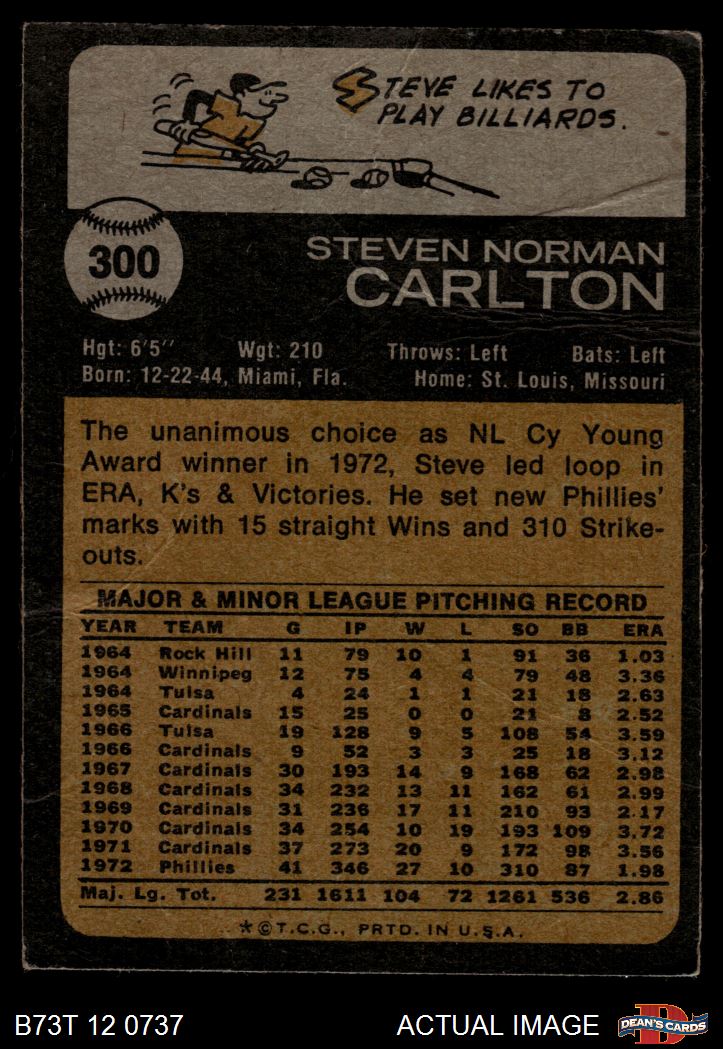 STEVE LIKES TO
PLAY BILLIARDS.
300
STEVEN NORMAN
CARLTON
Hgt: 6'5" Wgt: 210 Throws: Left Bats: Left
Born: 12-22-44, Miami, Fla. Home: St. Louis, Missouri
The unanimous choice as NL Cy Young
Award winner in 1972, Steve led loop in
ERA, K's & Victories. He set new Phillies'
marks with 15 straight Wins and 310 Strike-
outs.
MAJOR & MINOR LEAGUE PITCHING RECORD
YEAR TEAM G IP W L SO BB ERA
1964 Rock Hill 11 79 10 1 91 36 1.03
1964 Winnipeg 12 75 4 4 79 48 3.36
1964 Tulsa 4 24 1 1 21 18 2.63
1965 Cardinals 15 25 0 0 21 8 2.52
1966 Tulsa 19 128 9 5 108 54 3.59
1966 Cardinals 9 52 3 3 25 18 3.12
1967 Cardinals 30 193 14 9 168 62 2.98
1968 Cardinals 34 232 13 11 162 61 2.99
1969 Cardinals 31 236 17 11 210 93 2.17
1970 Cardinals 34 254 10 19 193 109 3.72
1971 Cardinals 37 273 20 9 172 98 3.56
1972 Phillies 41 346 27 10 310 87 1.98
Maj. Lg. Tot. 231 1611 104 72 1261 536 2.86
*©T.C.G., PRTD. IN U.S.A.
B73T 12 0737 ACTUAL IMAGE D DEAN'S CARDS